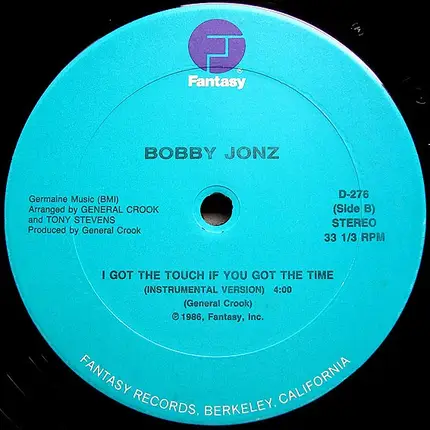 Fantasy
BOBBY JONZ
Germaine Music (BMI)
Arranged by GENERAL CROOK
and TONY STEVENS
Produced by General Crook
D-276
(Side B)
STEREO
33 1/3 RPM
I GOT THE TOUCH IF YOU GOT THE TIME
(INSTRUMENTAL VERSION) 4:00
(General Crook)
℗ 1986, Fantasy, Inc.
FANTASY RECORDS, BERKELEY, CALIFORNIA